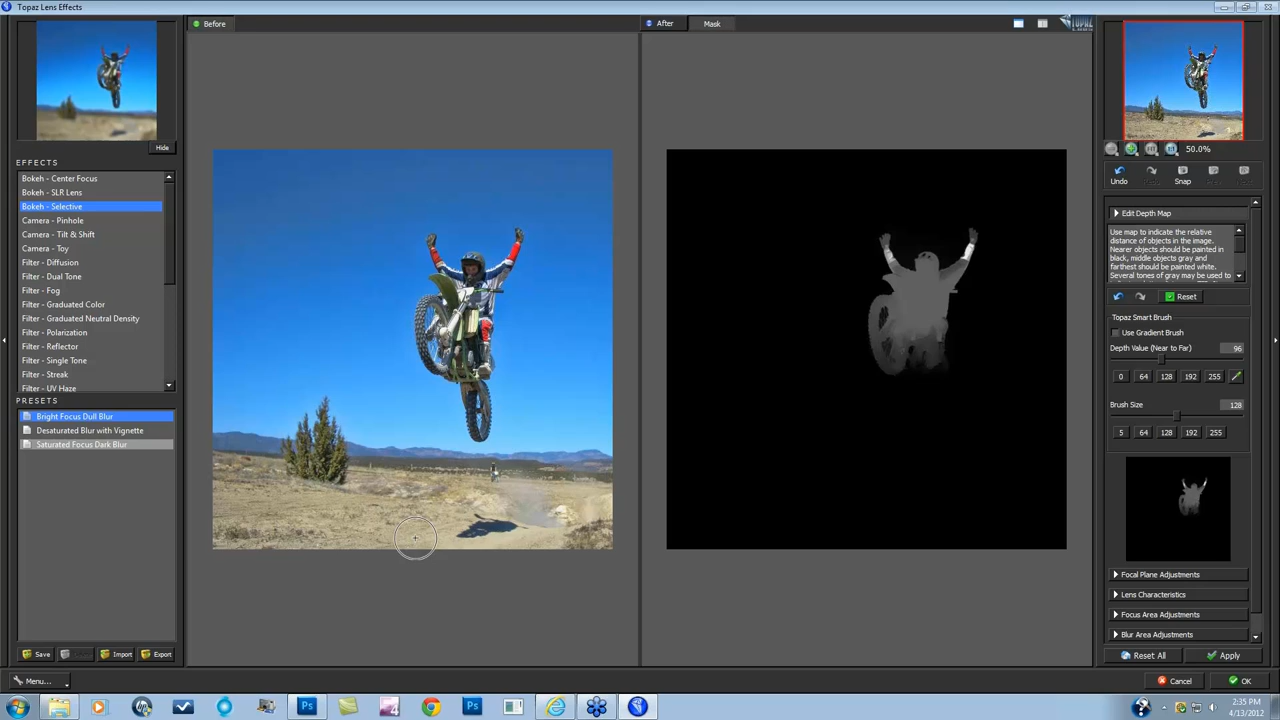 Topaz Lens Effects
Before
After
Mask
TOPAZ
Hide
50.0%
EFFECTS
Bokeh - Center Focus
Bokeh - SLR Lens
Bokeh - Selective
Camera - Pinhole
Camera - Tilt & Shift
Camera - Toy
Filter - Diffusion
Filter - Dual Tone
Filter - Fog
Filter - Graduated Color
Filter - Graduated Neutral Density
Filter - Polarization
Filter - Reflector
Filter - Single Tone
Filter - Streak
Filter - UV Haze
PRESETS
Bright Focus Dull Blur
Desaturated Blur with Vignette
Saturated Focus Dark Blur
Save
Import
Export
Menu...
Undo
Snap
Edit Depth Map
Use map to indicate the relative
distance of objects in the image.
Nearer objects should be painted in
black, middle objects gray and
farthest should be painted white.
Several tones of gray may be used to
Reset
Topaz Smart Brush
Use Gradient Brush
Depth Value (Near to Far) 96
0 64 128 192 255
Brush Size 128
5 64 128 192 255
Focal Plane Adjustments
Lens Characteristics
Focus Area Adjustments
Blur Area Adjustments
Reset All
Apply
Cancel
OK
Ps
Ps
2:35 PM
4/13/2012